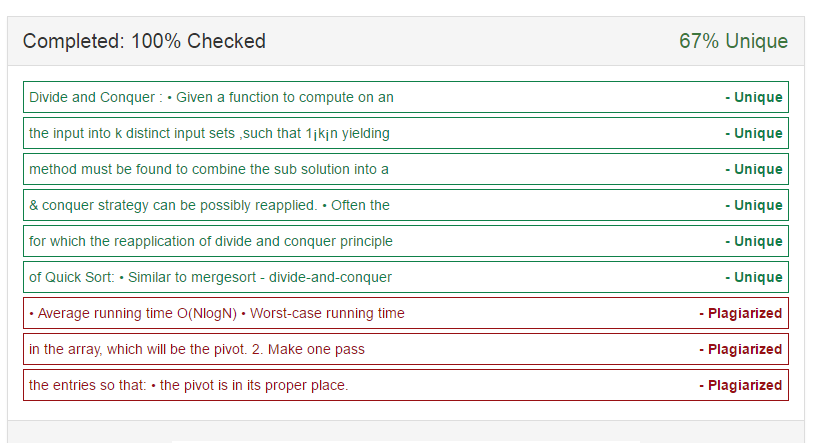 Completed: 100% Checked 67% Unique
Divide and Conquer : • Given a function to compute on an - Unique
the input into k distinct input sets ,such that 1¡k¡n yielding - Unique
method must be found to combine the sub solution into a - Unique
& conquer strategy can be possibly reapplied. • Often the - Unique
for which the reapplication of divide and conquer principle - Unique
of Quick Sort: • Similar to mergesort - divide-and-conquer - Unique
• Average running time O(NlogN) • Worst-case running time - Plagiarized
in the array, which will be the pivot. 2. Make one pass - Plagiarized
the entries so that: • the pivot is in its proper place. - Plagiarized